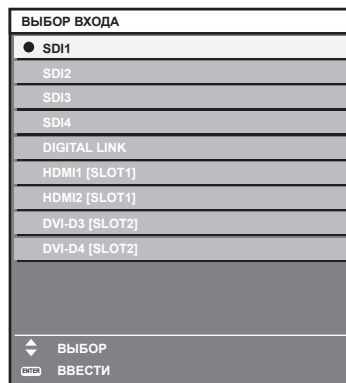 ВЫБОР ВХОДА
SDI1
SDI2
SDI3
SDI4
DIGITAL LINK
HDMI1 [SLOT1]
HDMI2 [SLOT1]
DVI-D3 [SLOT2]
DVI-D4 [SLOT2]
ВЫБОР
ENTER ВВЕСТИ